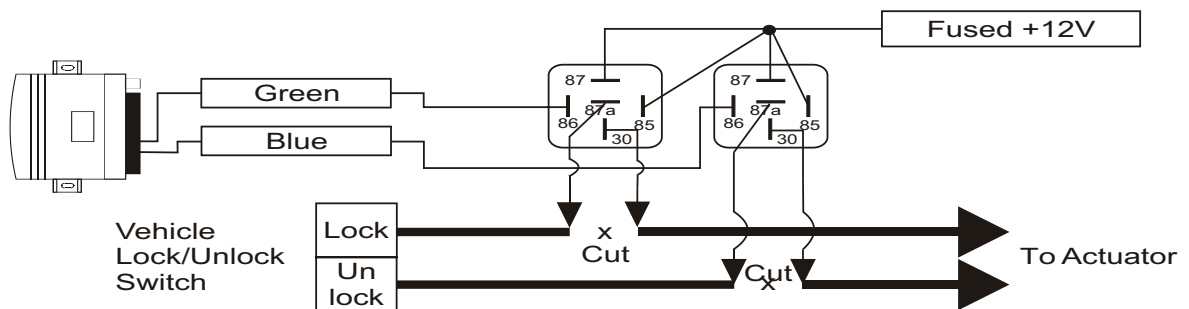 Fused +12V
87
87
Green
87a
87a
86
85
86
85
Blue
30
30
Vehicle
Lock/Unlock
Switch
Lock
x
Cut
To Actuator
Un
lock
Cut
x